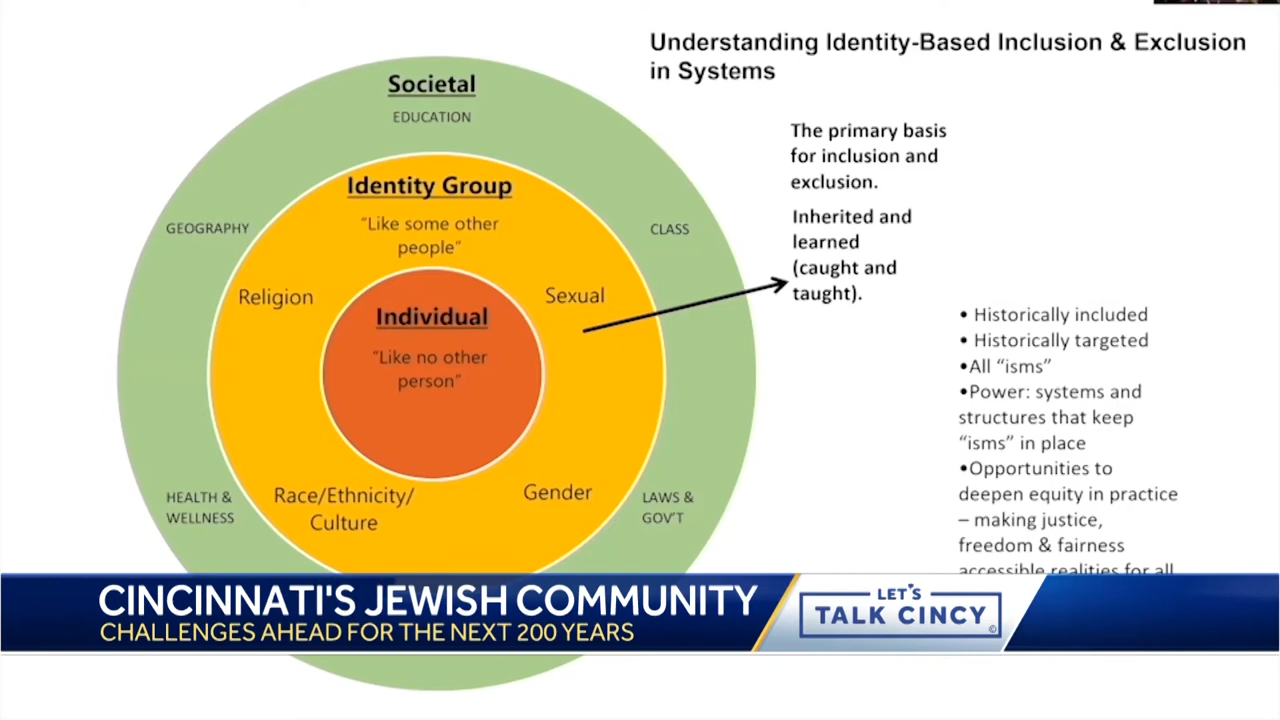 Understanding Identity-Based Inclusion & Exclusion
in Systems
Societal
EDUCATION
GEOGRAPHY
CLASS
HEALTH &
WELLNESS
LAWS &
GOV'T
Identity Group
“Like some other
people”
Religion
Sexual
Race/Ethnicity/
Culture
Gender
Individual
“Like no other
person”
The primary basis
for inclusion and
exclusion.
Inherited and
learned
(caught and
taught).
• Historically included
• Historically targeted
•All “isms”
•Power: systems and
structures that keep
“isms” in place
•Opportunities to
deepen equity in practice
– making justice,
freedom & fairness
accessible realities for all
CINCINNATI'S JEWISH COMMUNITY
CHALLENGES AHEAD FOR THE NEXT 200 YEARS
LET'S
TALK CINCY
©